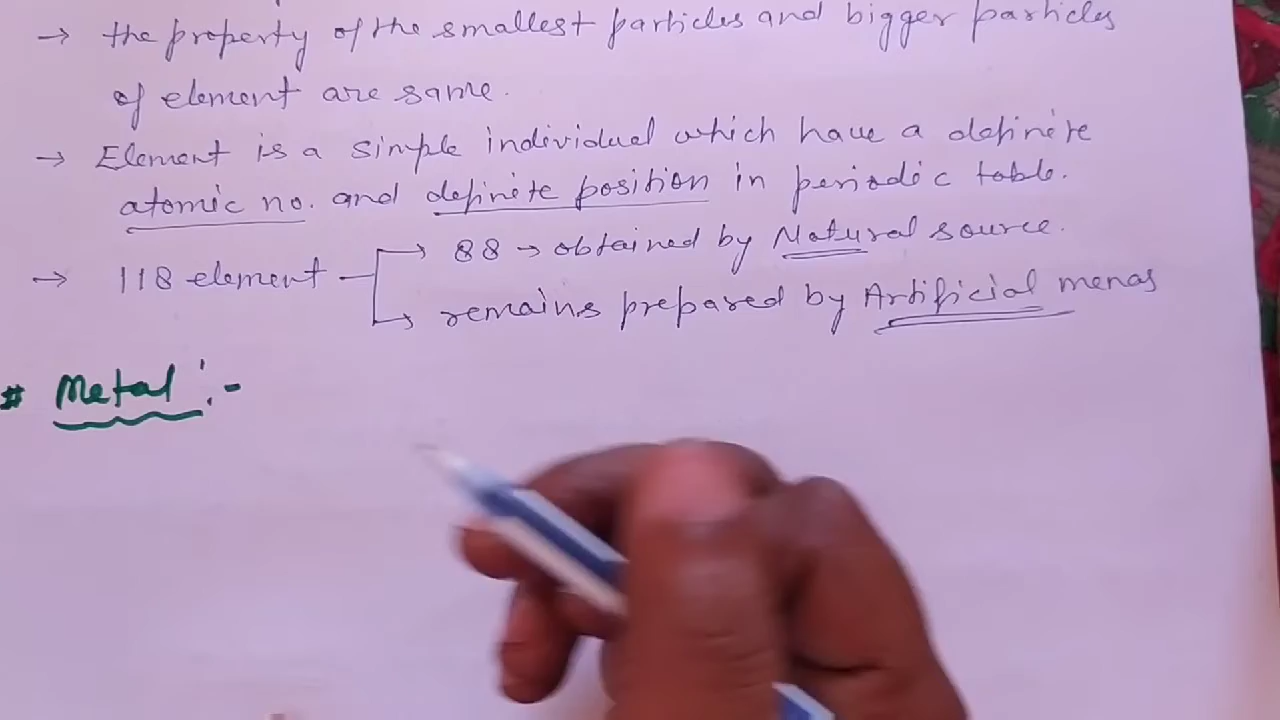 → the property of the smallest particles and bigger particles
of element are same.
→ Element is a simple individual which have a definite
atomic no. and definite position in periodic table.
→ 118 element → 88 → obtained by Natural source.
→ remains prepared by Artificial menas
# Metal :-